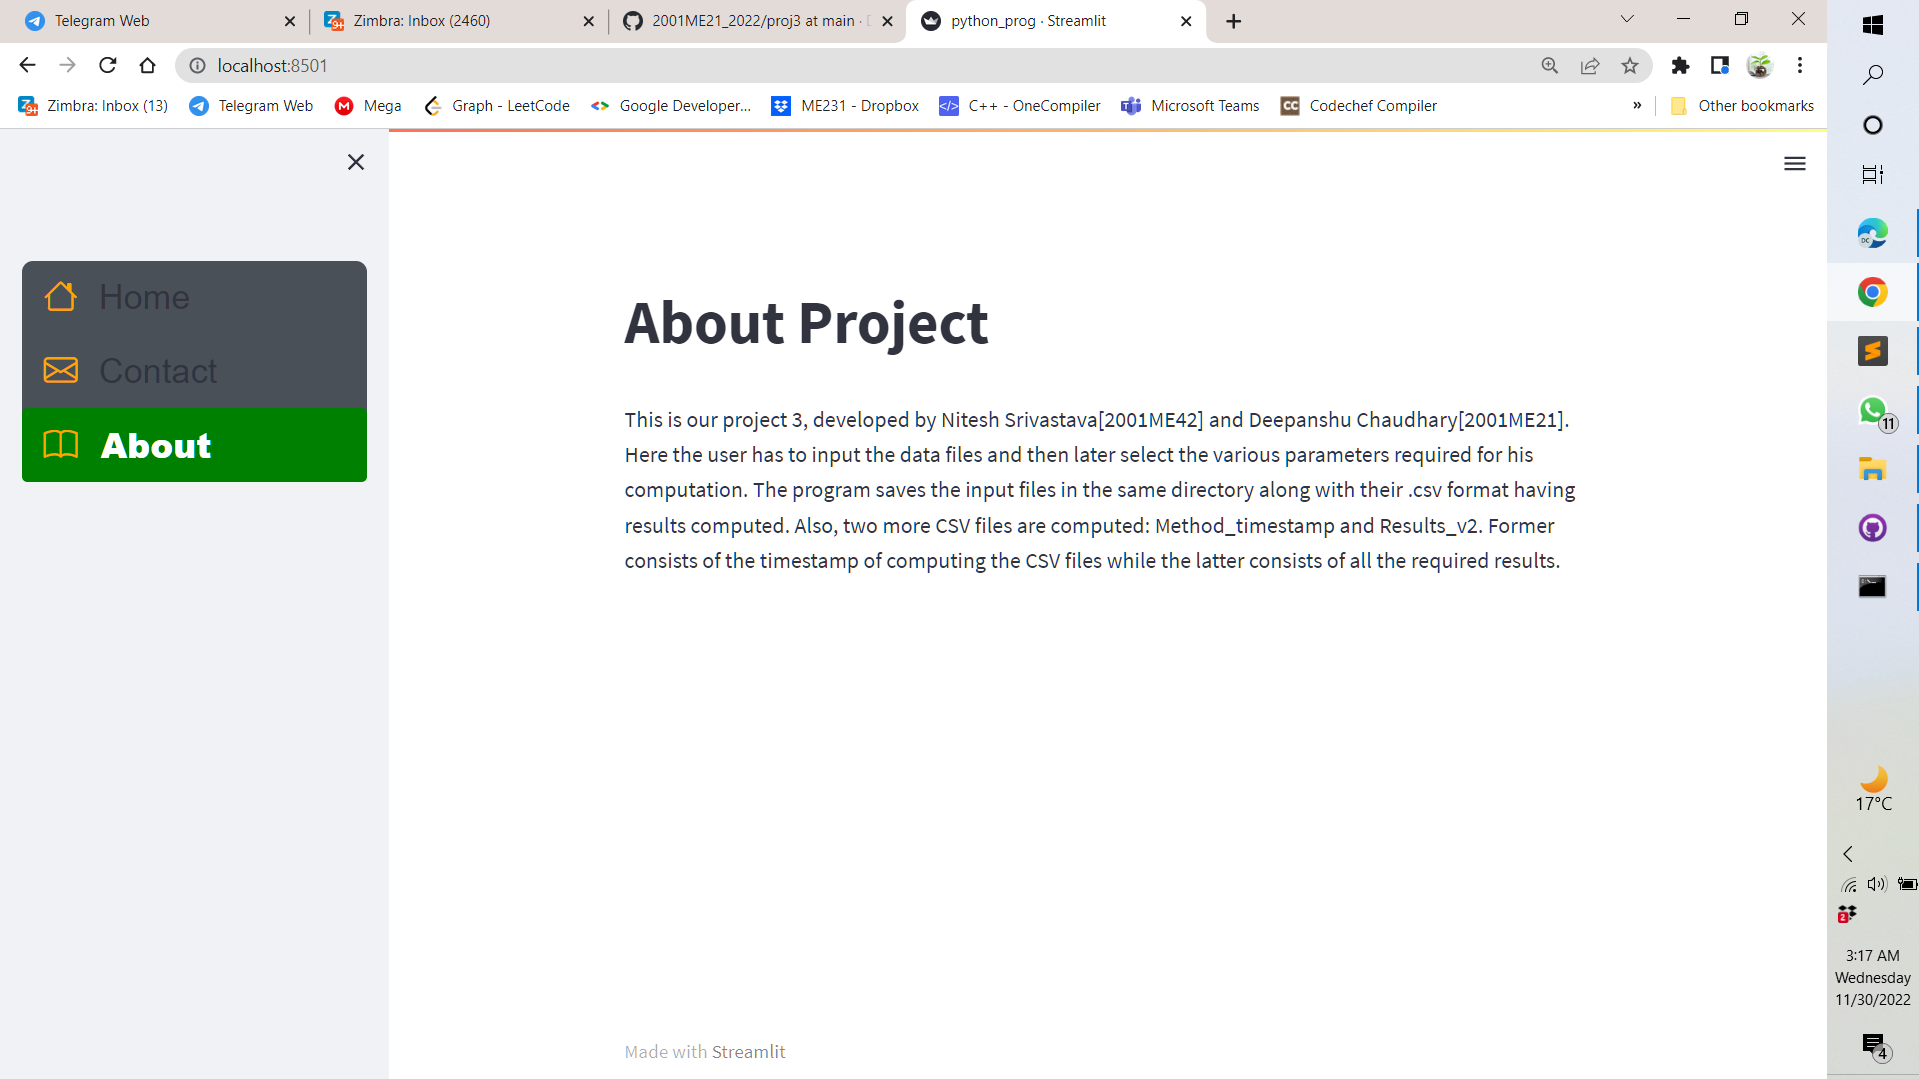 Telegram Web
Zimbra: Inbox (2460)
2001ME21_2022/proj3 at main ·
python_prog · Streamlit
localhost:8501
Zimbra: Inbox (13)
Telegram Web
Mega
Graph - LeetCode
Google Developer...
ME231 - Dropbox
C++ - OneCompiler
Microsoft Teams
CC
Codechef Compiler
»
Other bookmarks
Home
Contact
About
About Project
This is our project 3, developed by Nitesh Srivastava[2001ME42] and Deepanshu Chaudhary[2001ME21].
Here the user has to input the data files and then later select the various parameters required for his
computation. The program saves the input files in the same directory along with their .csv format having
results computed. Also, two more CSV files are computed: Method_timestamp and Results_v2. Former
consists of the timestamp of computing the CSV files while the latter consists of all the required results.
Made with Streamlit
DC
11
17°C
2
3:17 AM
Wednesday
11/30/2022
4